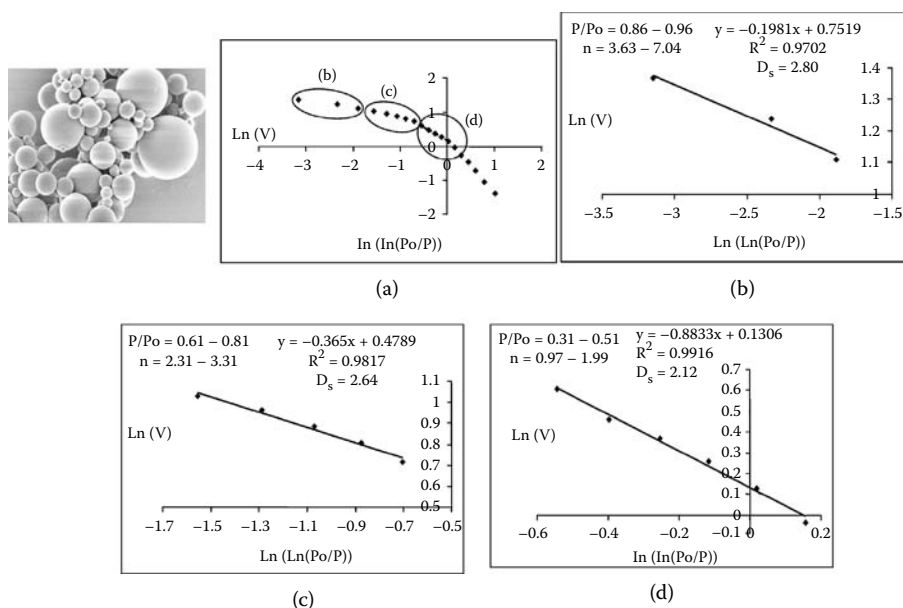 (b)
(c)
(d)
Ln (V)
2
1
0
−1
−2
−4
−3
−2
−1
0
1
2
In (In(Po/P))
(a)
P/Po = 0.86 − 0.96
n = 3.63 − 7.04
y = −0.1981x + 0.7519
R² = 0.9702
Dₛ = 2.80
Ln (V)
1.4
1.3
1.2
1.1
1
−3.5
−3
−2.5
−2
−1.5
Ln (Ln(Po/P))
(b)
P/Po = 0.61 − 0.81
n = 2.31 − 3.31
y = −0.365x + 0.4789
R² = 0.9817
Dₛ = 2.64
Ln (V)
1.1
1
0.9
0.8
0.7
0.6
0.5
−1.5
−1.3
−1.1
−0.9
−0.7
−0.5
Ln (Ln(Po/P))
(c)
P/Po = 0.31 − 0.51
n = 0.97 − 1.99
y = −0.8833x + 0.1306
R² = 0.9916
Dₛ = 2.12
Ln (V)
0.7
0.6
0.5
0.4
0.3
0.2
0.1
0
−0.1
−0.6
−0.4
−0.2
0
0.2
In (In(Po/P))
(d)